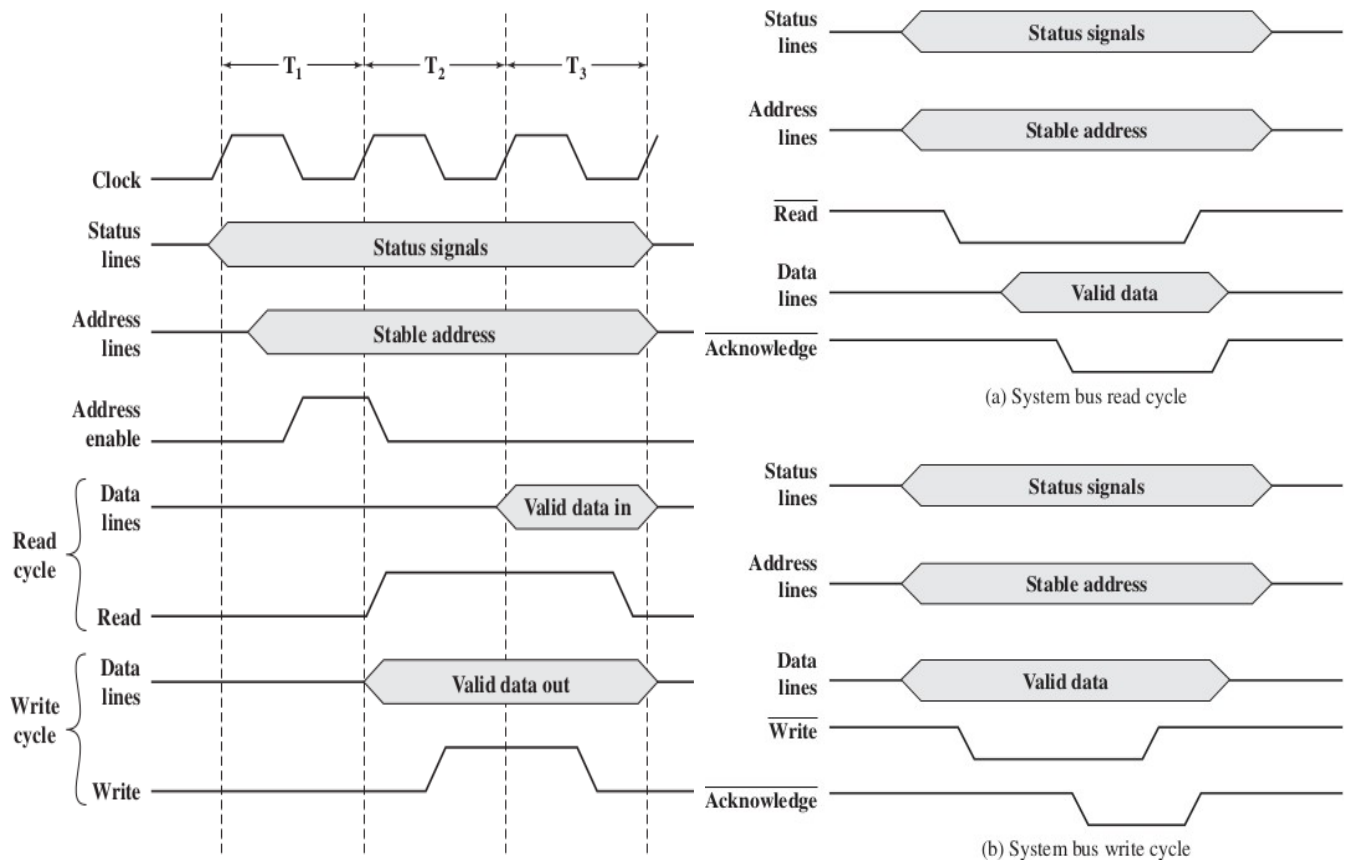 T1
T2
T3
Clock
Status
lines
Status signals
Address
lines
Stable address
Address
enable
Read
cycle
Data
lines
Valid data in
Read
Write
cycle
Data
lines
Valid data out
Write
Status
lines
Status signals
Address
lines
Stable address
Read
Data
lines
Valid data
Acknowledge
(a) System bus read cycle
Status
lines
Status signals
Address
lines
Stable address
Data
lines
Valid data
Write
Acknowledge
(b) System bus write cycle